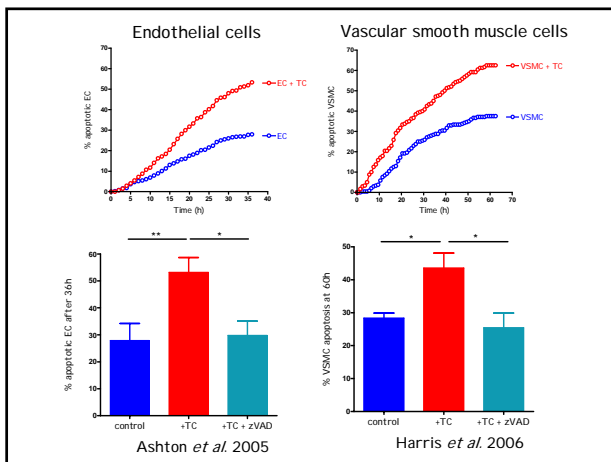 Endothelial cells
Vascular smooth muscle cells
% apoptotic EC
60
50
40
30
20
10
0
0 5 10 15 20 25 30 35 40
Time (h)
EC + TC
EC
% apoptotic VSMC
70
60
50
40
30
20
10
0
0 10 20 30 40 50 60 70
Time (h)
VSMC + TC
VSMC
% apoptotic EC after 36h
60
50
40
30
20
10
0
** *
control +TC +TC + zVAD
Ashton et al. 2005
% VSMC apoptosis at 60h
50
40
30
20
10
0
* *
control +TC +TC + zVAD
Harris et al. 2006